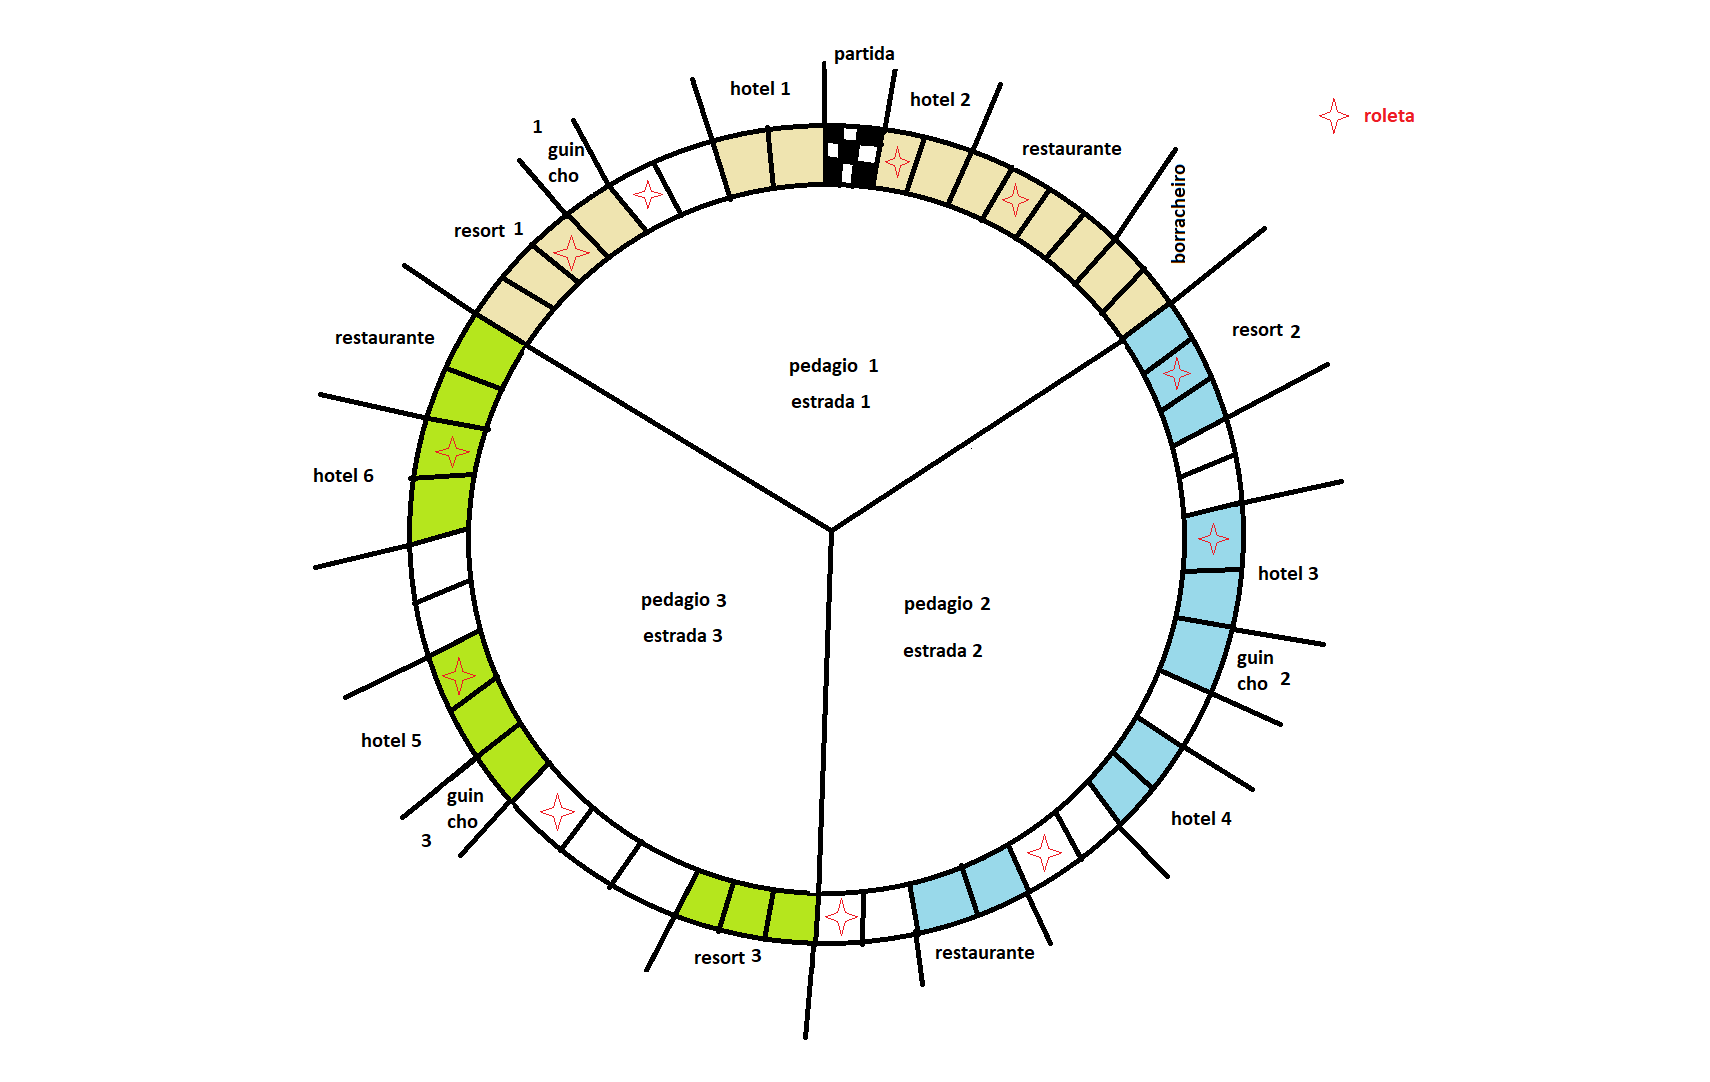 partida
hotel 1
hotel 2
roleta
1
guin
cho
restaurante
borracheiro
resort 1
resort 2
restaurante
pedagio 1
estrada 1
hotel 6
hotel 3
pedagio 3
estrada 3
pedagio 2
estrada 2
guin
cho 2
hotel 5
guin
cho
3
hotel 4
restaurante
resort 3